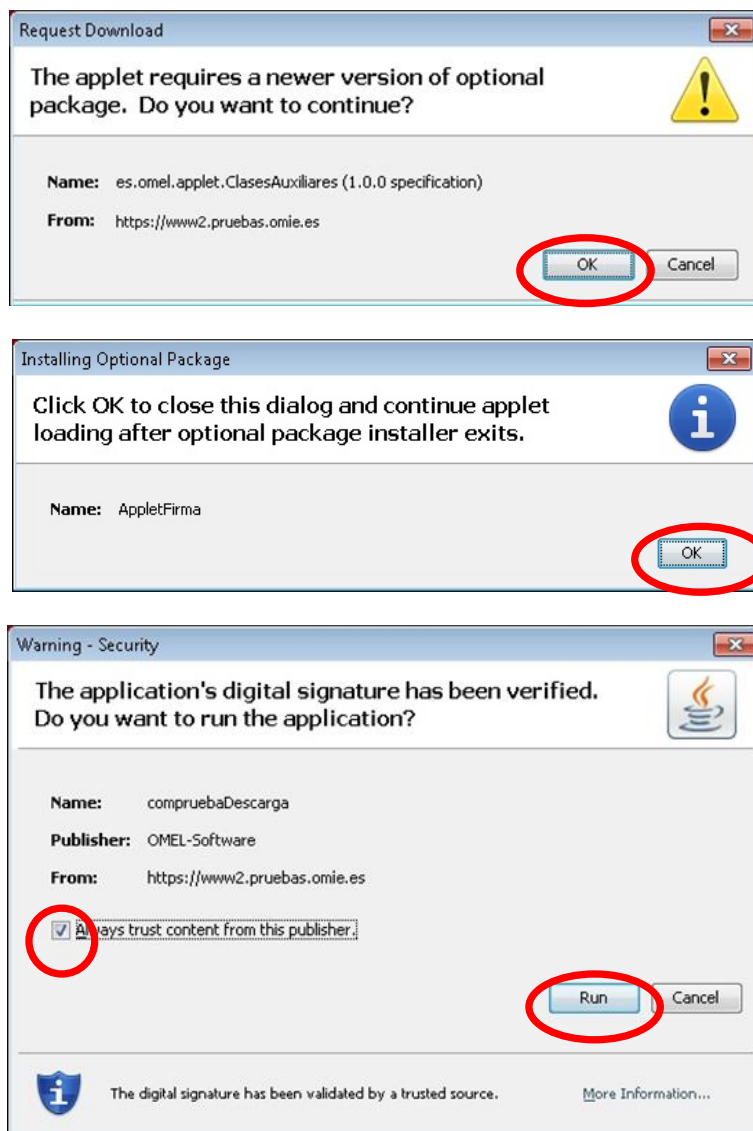 Request Download
The applet requires a newer version of optional
package. Do you want to continue?
Name: es.omel.applet.ClasesAuxiliares (1.0.0 specification)
From: https://www2.pruebas.omie.es
OK Cancel
Installing Optional Package
Click OK to close this dialog and continue applet
loading after optional package installer exits.
Name: AppletFirma
OK
Warning - Security
The application's digital signature has been verified.
Do you want to run the application?
Name: compruebaDescarga
Publisher: OMEL-Software
From: https://www2.pruebas.omie.es
Always trust content from this publisher.
Run Cancel
The digital signature has been validated by a trusted source. More Information...